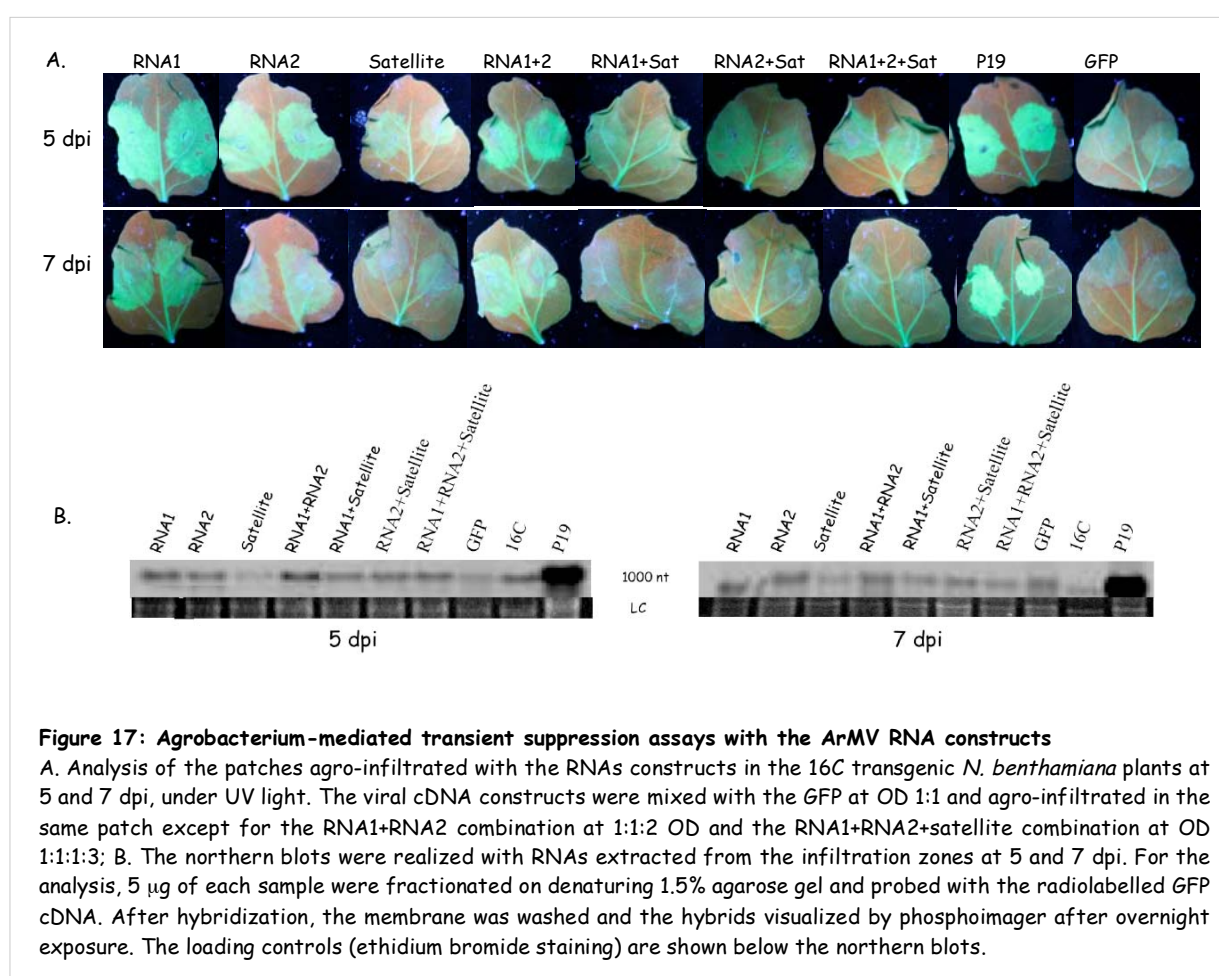 A.
RNA1 RNA2 Satellite RNA1+2 RNA1+Sat RNA2+Sat RNA1+2+Sat P19 GFP
5 dpi
7 dpi
B.
RNA1 RNA2 Satellite RNA1+RNA2 RNA1+Satellite RNA2+Satellite RNA1+RNA2+Satellite GFP 16C P19
RNA1 RNA2 Satellite RNA1+RNA2 RNA1+Satellite RNA2+Satellite RNA1+RNA2+Satellite GFP 16C P19
1000 nt
LC
5 dpi
7 dpi
Figure 17: Agrobacterium-mediated transient suppression assays with the ArMV RNA constructs
A. Analysis of the patches agro-infiltrated with the RNAs constructs in the 16C transgenic N. benthamiana plants at
5 and 7 dpi, under UV light. The viral cDNA constructs were mixed with the GFP at OD 1:1 and agro-infiltrated in the
same patch except for the RNA1+RNA2 combination at 1:1:2 OD and the RNA1+RNA2+satellite combination at OD
1:1:1:3; B. The northern blots were realized with RNAs extracted from the infiltration zones at 5 and 7 dpi. For the
analysis, 5 μg of each sample were fractionated on denaturing 1.5% agarose gel and probed with the radiolabelled GFP
cDNA. After hybridization, the membrane was washed and the hybrids visualized by phosphoimager after overnight
exposure. The loading controls (ethidium bromide staining) are shown below the northern blots.